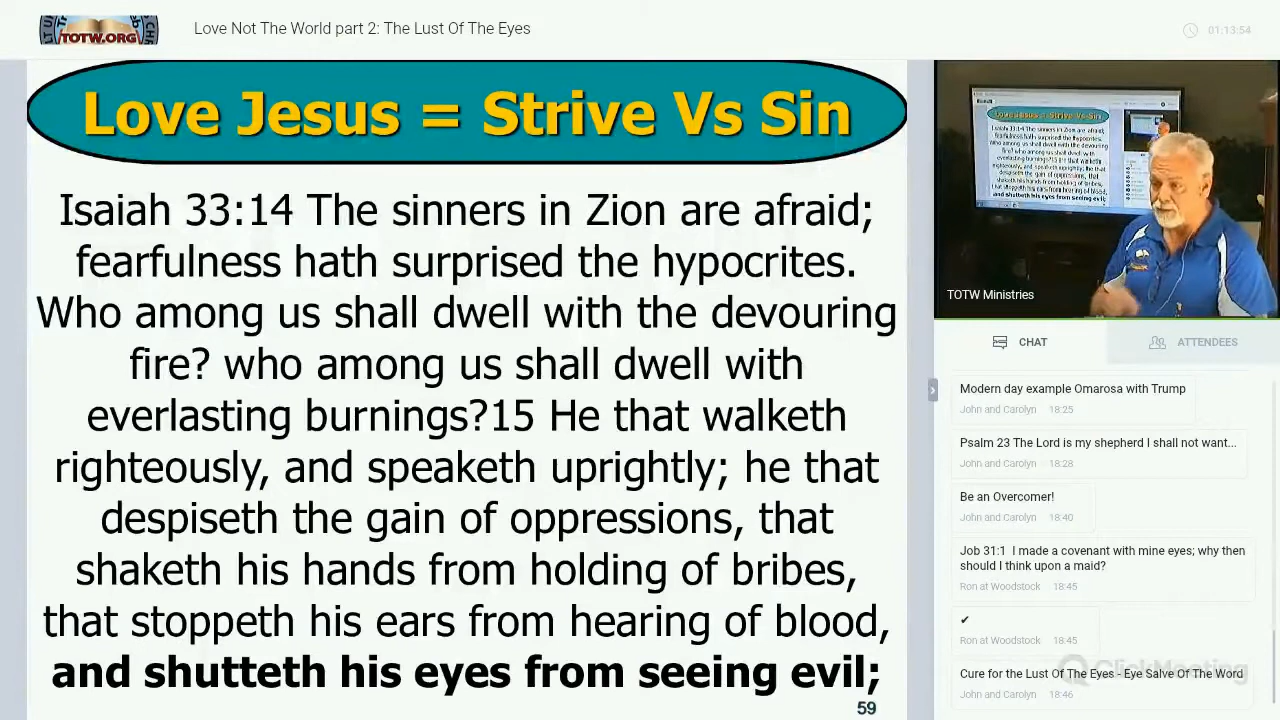 TOTW.ORG
Love Not The World part 2: The Lust Of The Eyes
01:13:54
Love Jesus = Strive Vs Sin
Isaiah 33:14 The sinners in Zion are afraid;
fearfulness hath surprised the hypocrites.
Who among us shall dwell with the devouring
fire? who among us shall dwell with
everlasting burnings?15 He that walketh
righteously, and speaketh uprightly; he that
despiseth the gain of oppressions, that
shaketh his hands from holding of bribes,
that stoppeth his ears from hearing of blood,
and shutteth his eyes from seeing evil;
59
TOTW Ministries
CHAT
ATTENDEES
Modern day example Omarosa with Trump
John and Carolyn 18:25
Psalm 23 The Lord is my shepherd I shall not want...
John and Carolyn 18:28
Be an Overcomer!
John and Carolyn 18:40
Job 31:1 I made a covenant with mine eyes; why then
should I think upon a maid?
Ron at Woodstock 18:45
✓
Ron at Woodstock 18:45
ClickMeeting
Cure for the Lust Of The Eyes - Eye Salve Of The Word
John and Carolyn 18:46